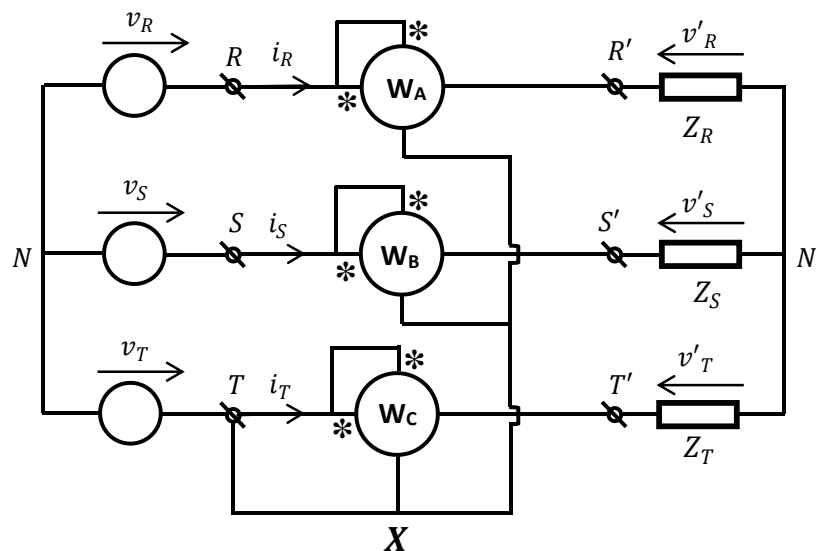 v_R R i_R * W_A * R′ v′_R Z_R
v_S S i_S * W_B * S′ v′_S Z_S
N N
v_T T i_T * W_C * T′ v′_T Z_T
X